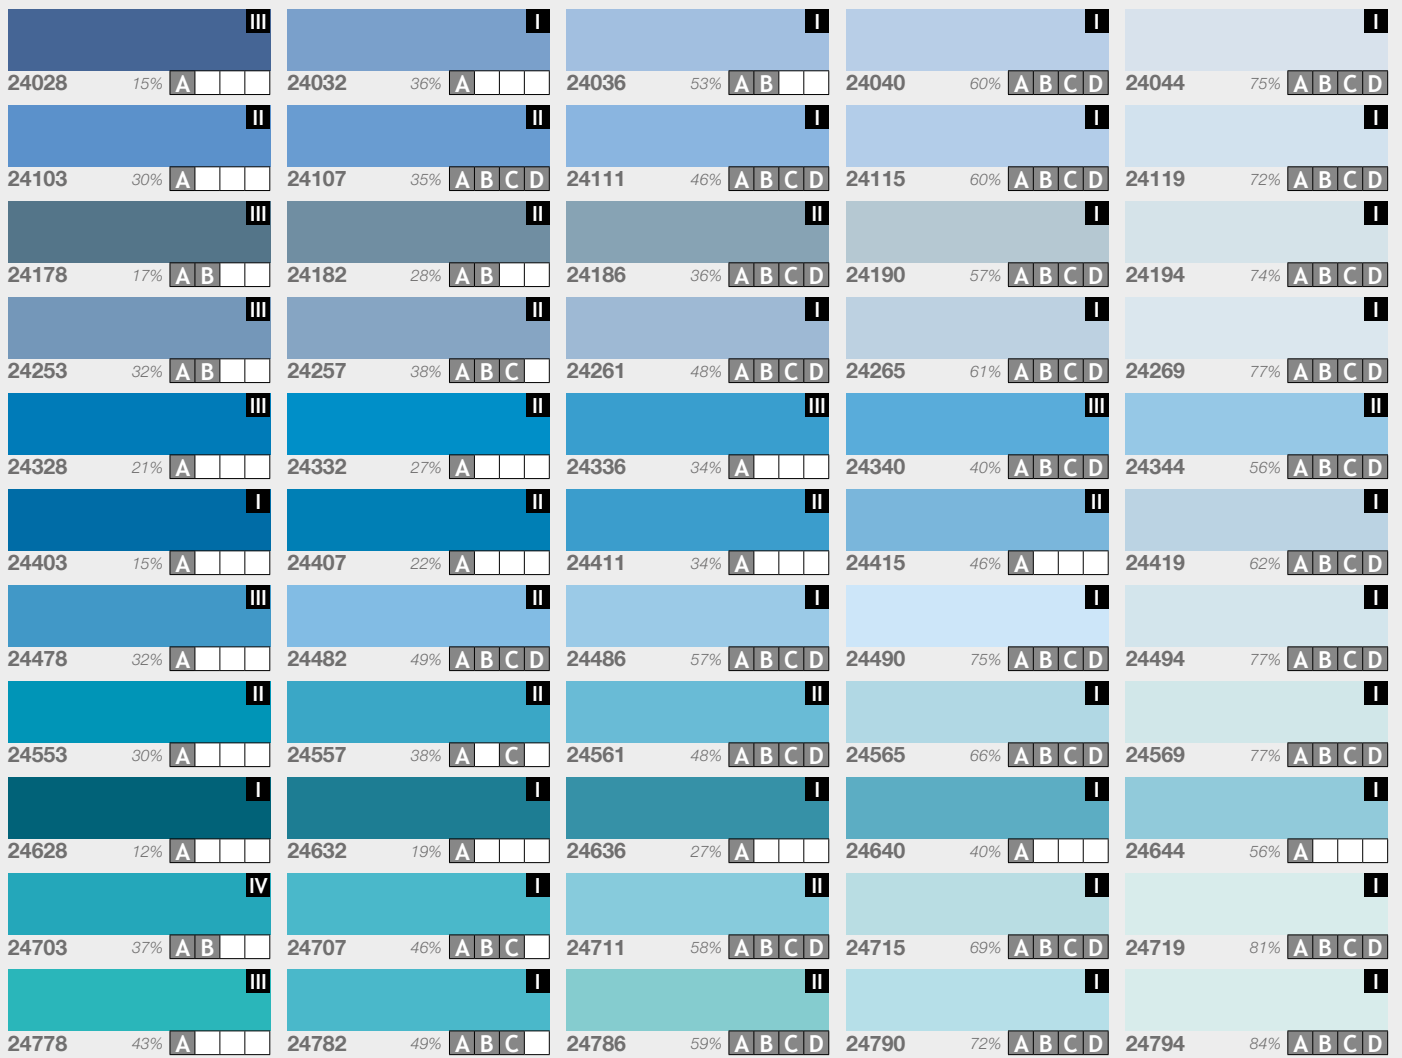 III I I I I
24028 15% A 24032 36% A 24036 53% A B 24040 60% A B C D 24044 75% A B C D
II II I I I
24103 30% A 24107 35% A B C D 24111 46% A B C D 24115 60% A B C D 24119 72% A B C D
III II II I I
24178 17% A B 24182 28% A B 24186 36% A B C D 24190 57% A B C D 24194 74% A B C D
III II I I I
24253 32% A B 24257 38% A B C 24261 48% A B C D 24265 61% A B C D 24269 77% A B C D
III II III III II
24328 21% A 24332 27% A 24336 34% A 24340 40% A B C D 24344 56% A B C D
I II II II I
24403 15% A 24407 22% A 24411 34% A 24415 46% A 24419 62% A B C D
III II I I I
24478 32% A 24482 49% A B C D 24486 57% A B C D 24490 75% A B C D 24494 77% A B C D
II II II I I
24553 30% A 24557 38% A C 24561 48% A B C D 24565 66% A B C D 24569 77% A B C D
I I I I I
24628 12% A 24632 19% A 24636 27% A 24640 40% A 24644 56% A
IV I II I I
24703 37% A B 24707 46% A B C 24711 58% A B C D 24715 69% A B C D 24719 81% A B C D
III I II I I
24778 43% A 24782 49% A B C 24786 59% A B C D 24790 72% A B C D 24794 84% A B C D